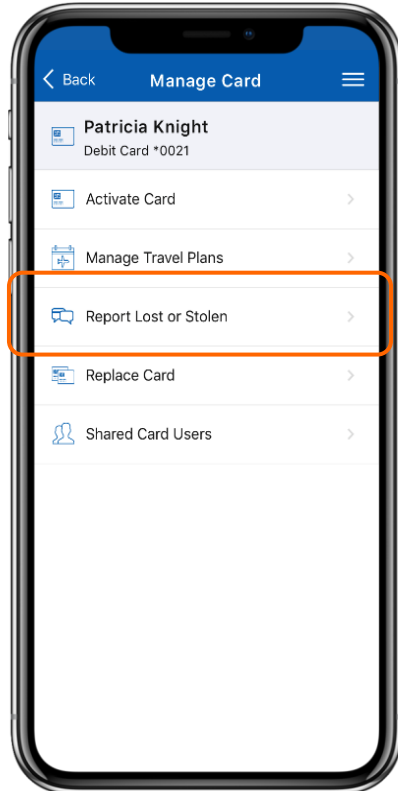 Back
Manage Card
Patricia Knight
Debit Card *0021
Activate Card
Manage Travel Plans
Report Lost or Stolen
Replace Card
Shared Card Users